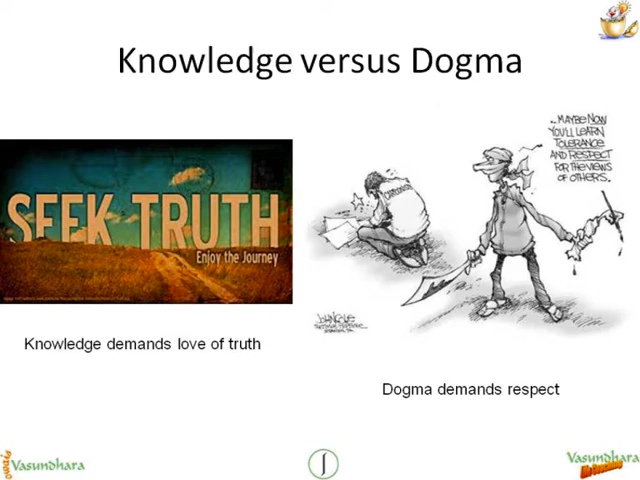 Knowledge versus Dogma
SEEK TRUTH
Enjoy the Journey
...MAYBE NOW
YOU'LL LEARN
TOLERANCE
AND RESPECT
FOR THE VIEWS
OF OTHERS.
Knowledge demands love of truth
Dogma demands respect
Vasundhara
Vasundhara